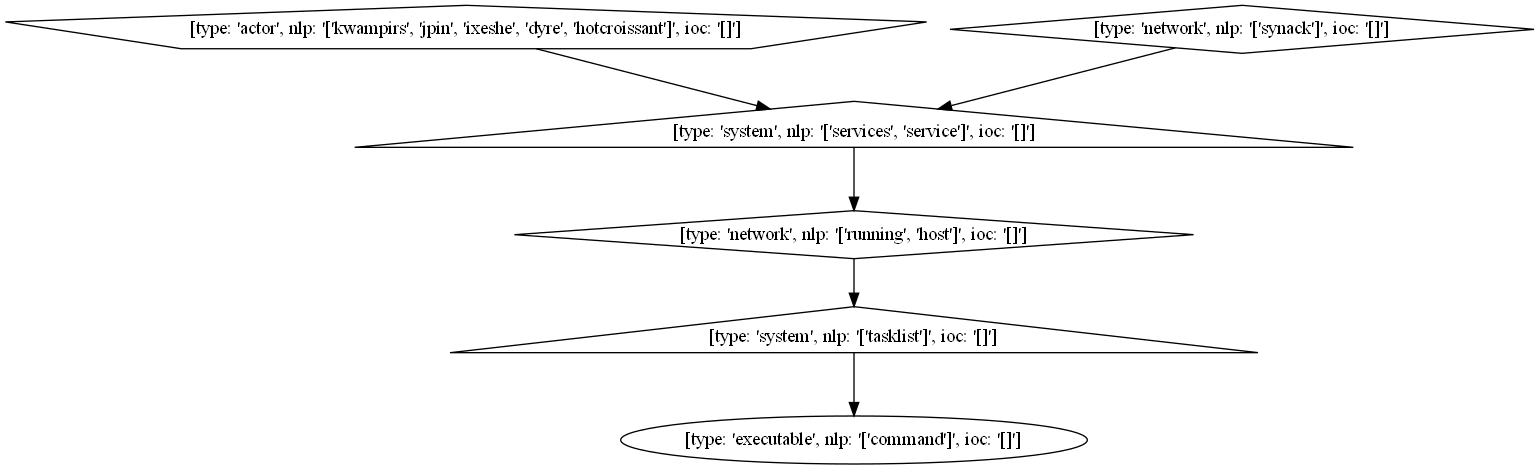 [type: 'actor', nlp: '['kwampirs', 'jpin', 'ixeshe', 'dyre', 'hotcroissant']', ioc: '[]']
[type: 'network', nlp: '['synack']', ioc: '[]']
[type: 'system', nlp: '['services', 'service']', ioc: '[]']
[type: 'network', nlp: '['running', 'host']', ioc: '[]']
[type: 'system', nlp: '['tasklist']', ioc: '[]']
[type: 'executable', nlp: '['command']', ioc: '[]']